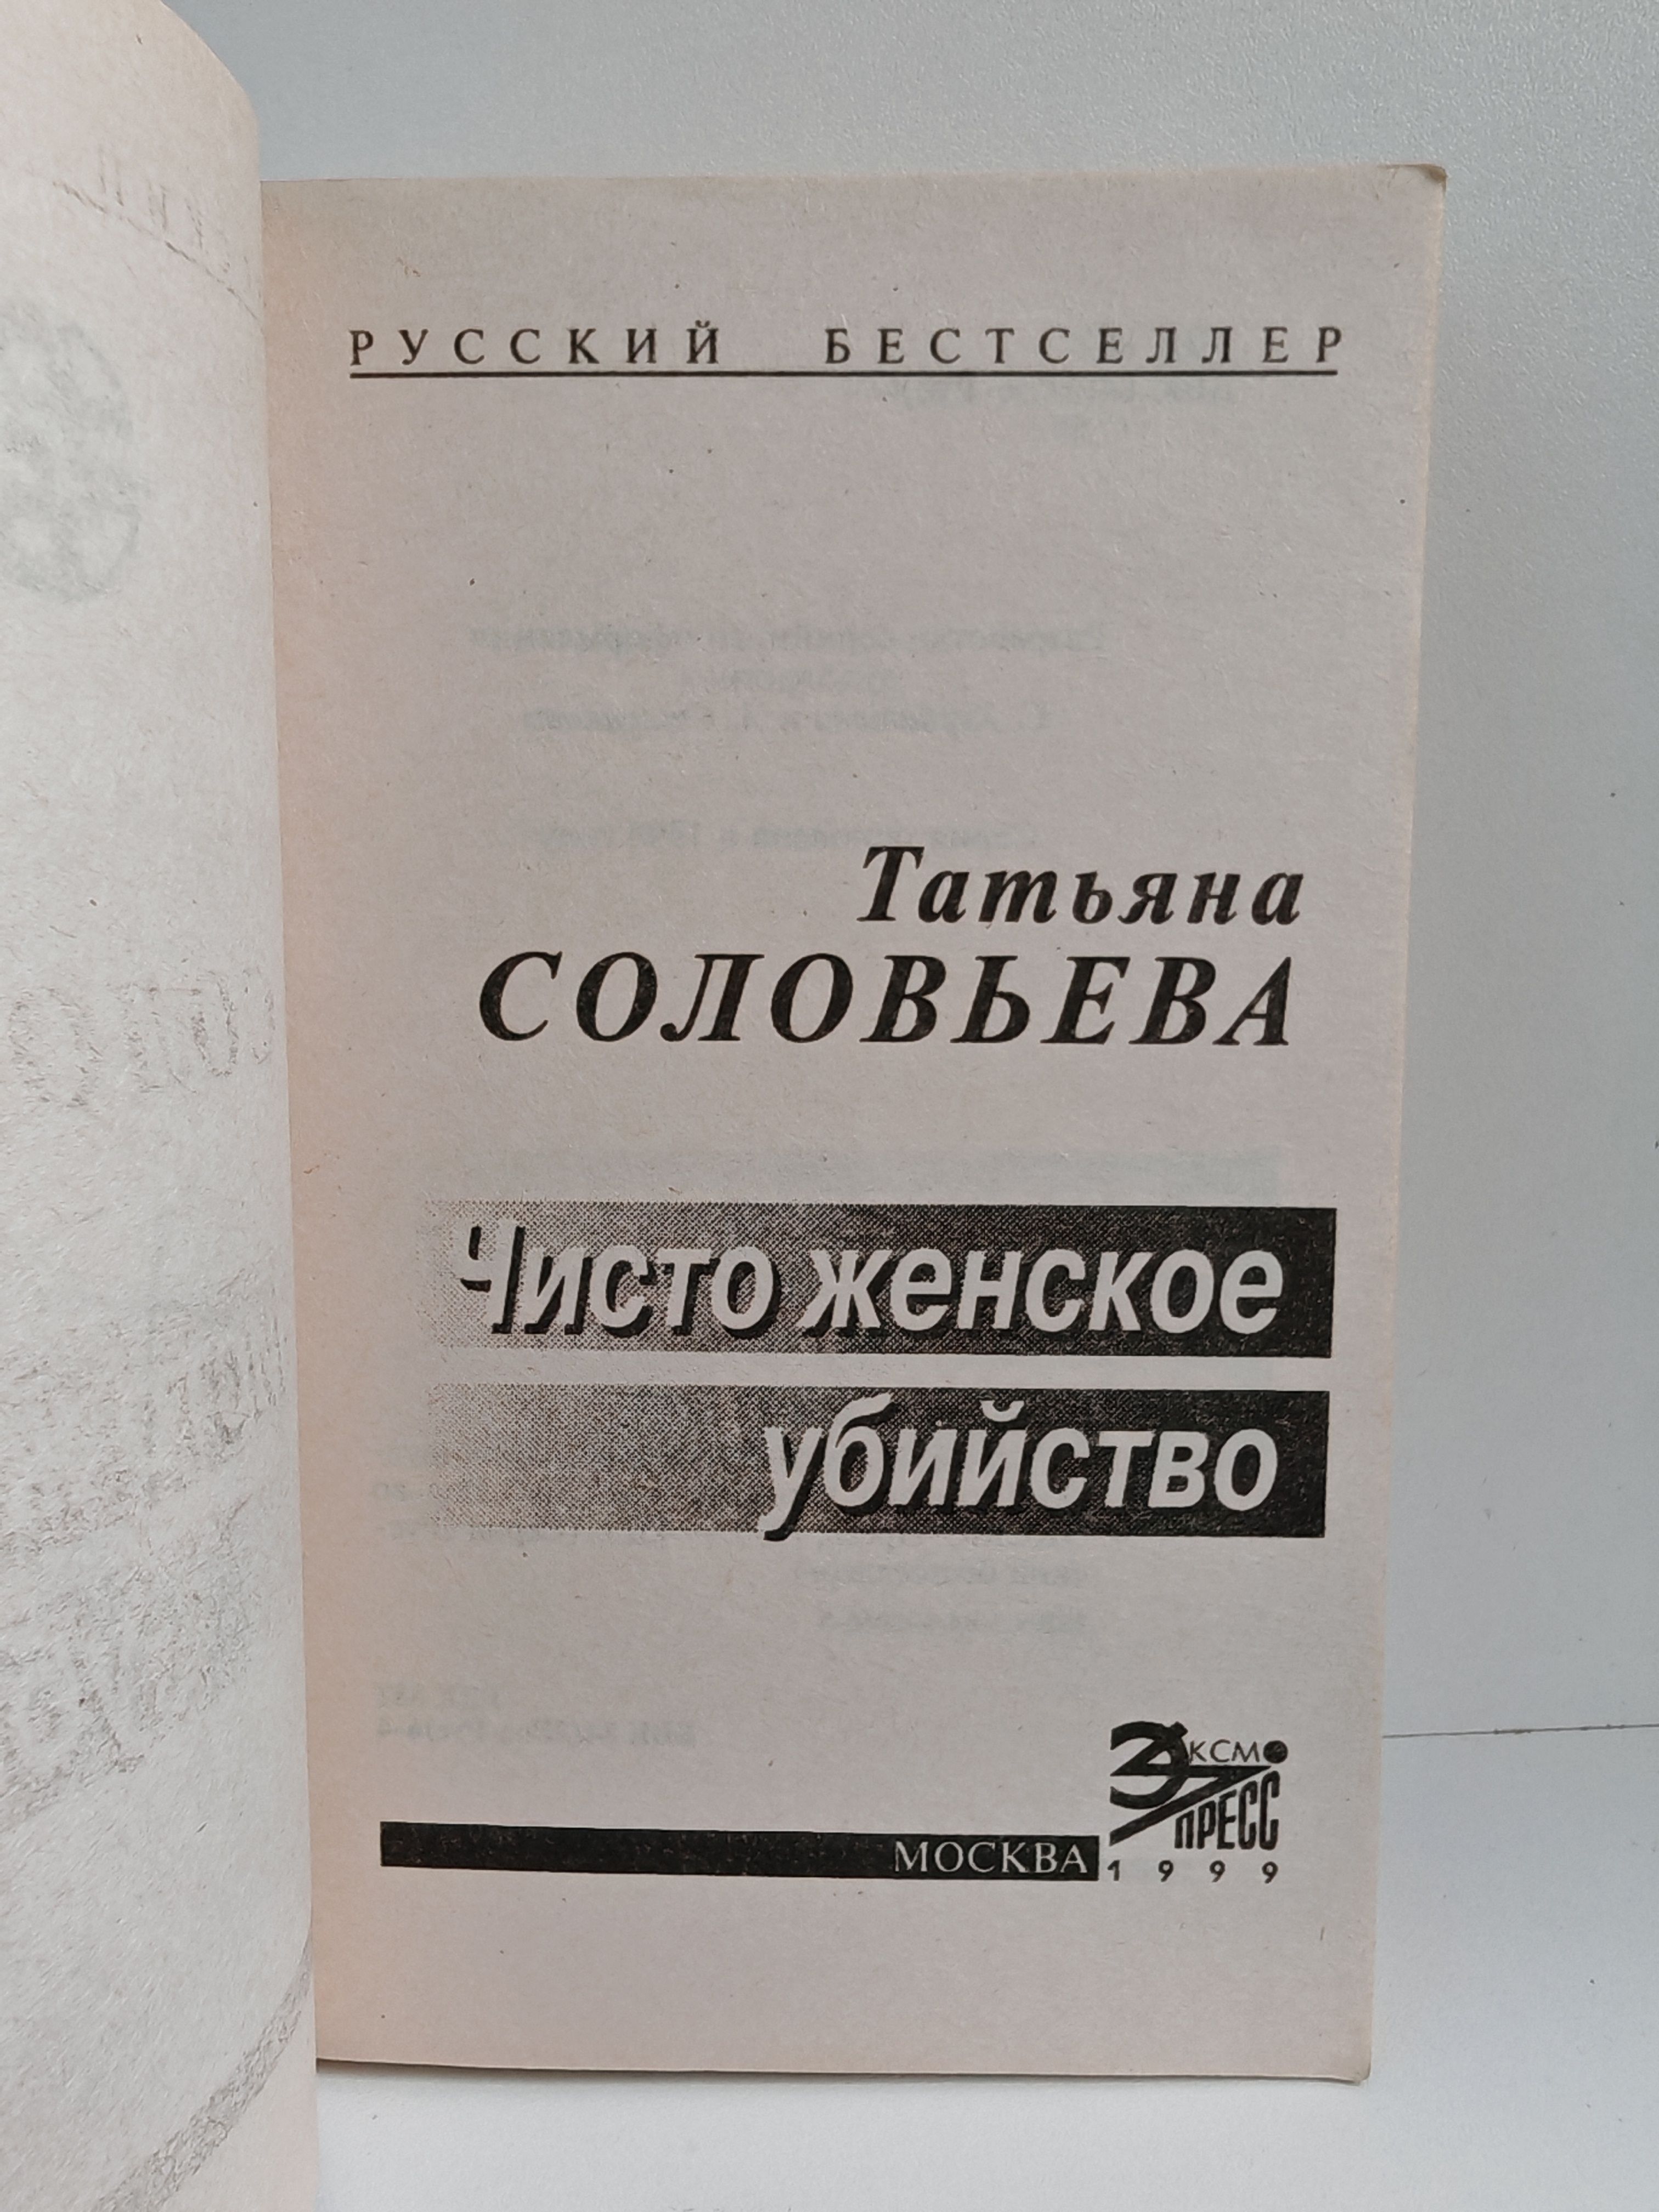 РУССКИЙ БЕСТСЕЛЛЕР
Татьяна
СОЛОВЬЕВА
Чисто женское
убийство
ЭКСМО
ПРЕСС
МОСКВА
1999